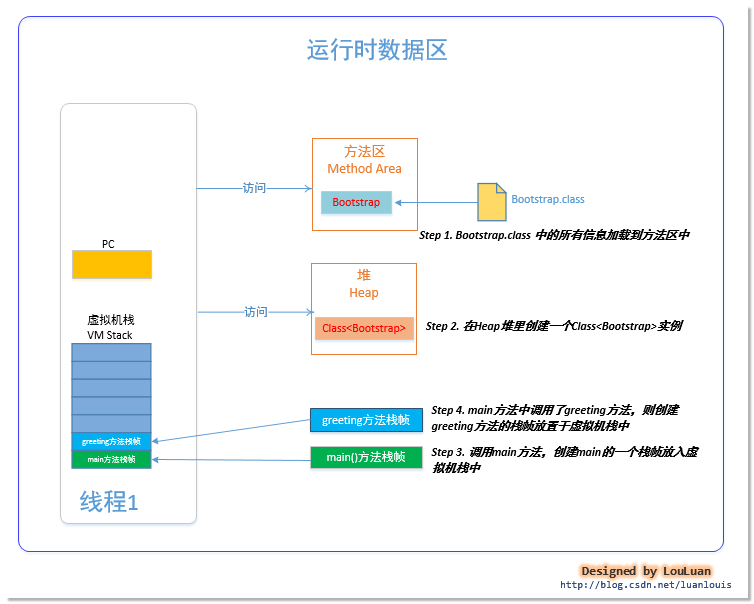 运行时数据区
方法区
Method Area
访问
Bootstrap
Bootstrap.class
Step 1. Bootstrap.class 中的所有信息加载到方法区中
PC
堆
Heap
访问
虚拟机栈
VM Stack
Class<Bootstrap>
Step 2. 在Heap堆里创建一个Class<Bootstrap>实例
greeting方法栈帧
Step 4. main方法中调用了greeting方法，则创建
greeting方法的栈帧放置于虚拟机栈中
greeting方法栈帧
main方法栈帧
main()方法栈帧
Step 3. 调用main方法，创建main的一个栈帧放入虚
拟机栈中
线程1
Designed by LouLuan
http://blog.csdn.net/luanlouis